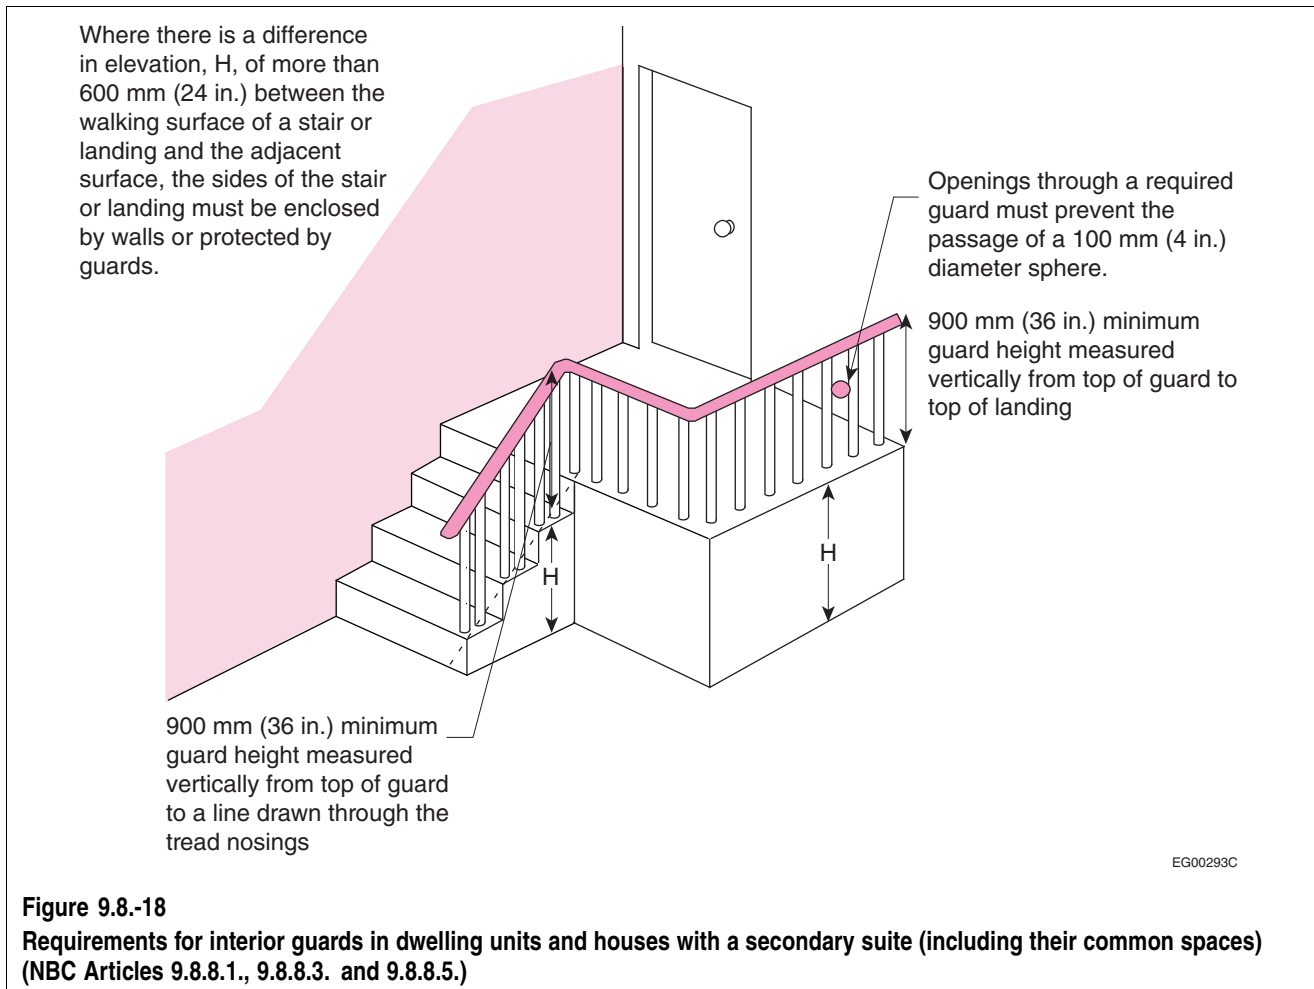 Where there is a difference
in elevation, H, of more than
600 mm (24 in.) between the
walking surface of a stair or
landing and the adjacent
surface, the sides of the stair
or landing must be enclosed
by walls or protected by
guards.
Openings through a required
guard must prevent the
passage of a 100 mm (4 in.)
diameter sphere.
900 mm (36 in.) minimum
guard height measured
vertically from top of guard to
top of landing
H
H
900 mm (36 in.) minimum
guard height measured
vertically from top of guard
to a line drawn through the
tread nosings
EG00293C
Figure 9.8.-18
Requirements for interior guards in dwelling units and houses with a secondary suite (including their common spaces)
(NBC Articles 9.8.8.1., 9.8.8.3. and 9.8.8.5.)